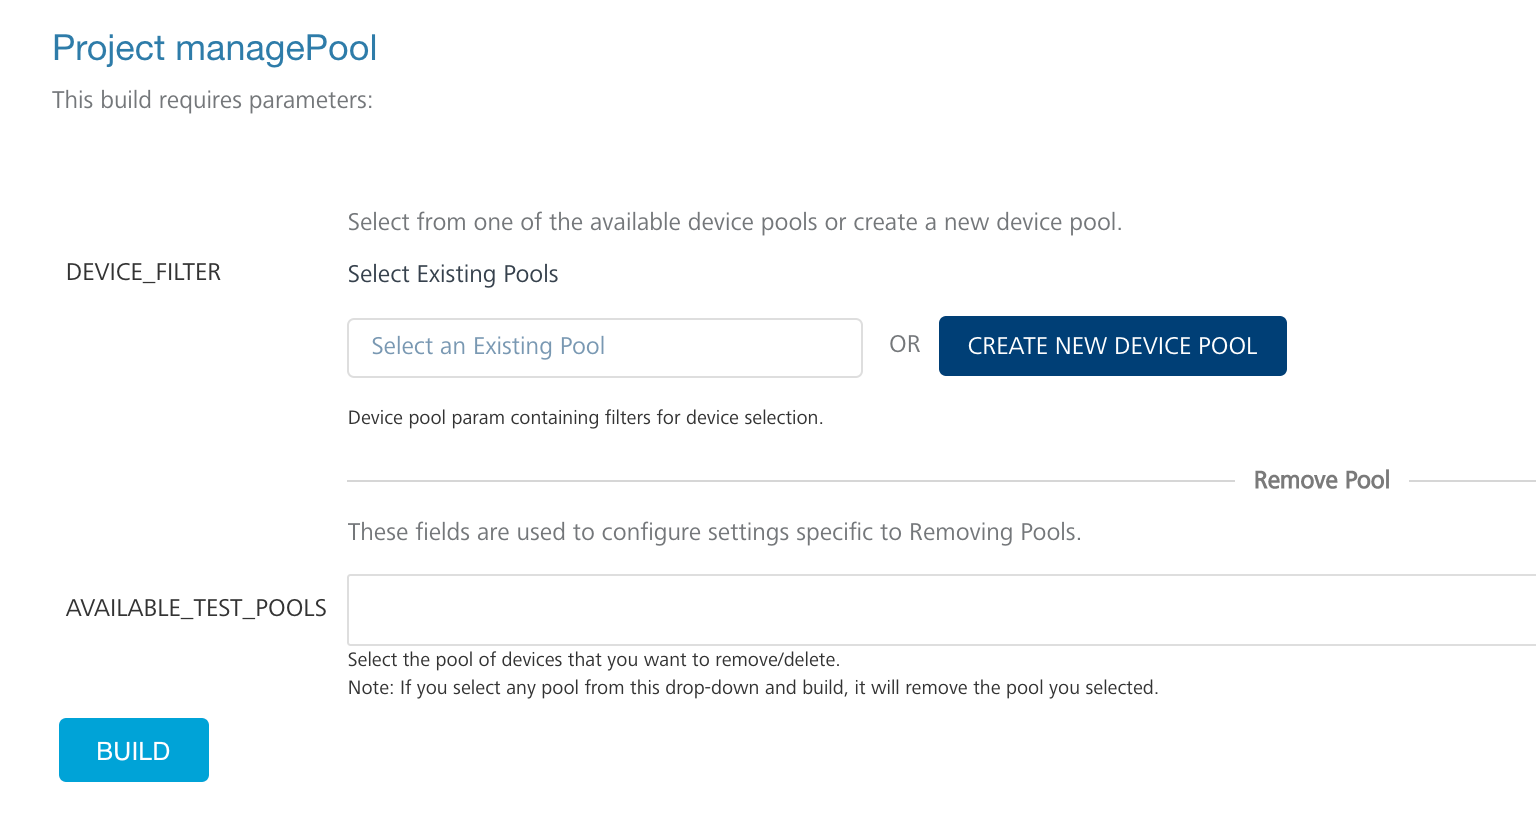 Project managePool
This build requires parameters:
Select from one of the available device pools or create a new device pool.
DEVICE_FILTER
Select Existing Pools
Select an Existing Pool
OR
CREATE NEW DEVICE POOL
Device pool param containing filters for device selection.
Remove Pool
These fields are used to configure settings specific to Removing Pools.
AVAILABLE_TEST_POOLS
Select the pool of devices that you want to remove/delete.
Note: If you select any pool from this drop-down and build, it will remove the pool you selected.
BUILD